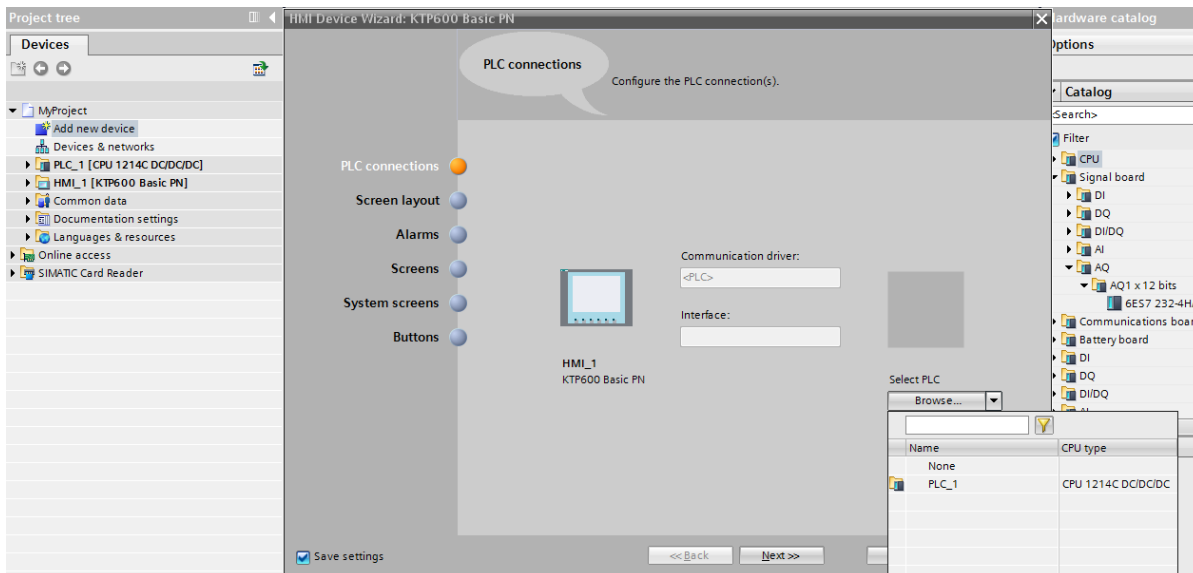 Project tree
Devices
MyProject
Add new device
Devices & networks
PLC_1 [CPU 1214C DC/DC/DC]
HMI_1 [KTP600 Basic PN]
Common data
Documentation settings
Languages & resources
Online access
SIMATIC Card Reader
HMI Device Wizard: KTP600 Basic PN
PLC connections
Configure the PLC connection(s).
PLC connections
Screen layout
Alarms
Screens
System screens
Buttons
Communication driver:
<PLC>
Interface:
HMI_1
KTP600 Basic PN
Select PLC
Browse...
Name CPU type
None
PLC_1 CPU 1214C DC/DC/DC
Save settings
<< Back
Next >>
ardware catalog
Options
Catalog
<Search>
Filter
CPU
Signal board
DI
DQ
DI/DQ
AI
AQ
AQ1 x 12 bits
6ES7 232-4H
Communications boar
Battery board
DI
DQ
DI/DQ